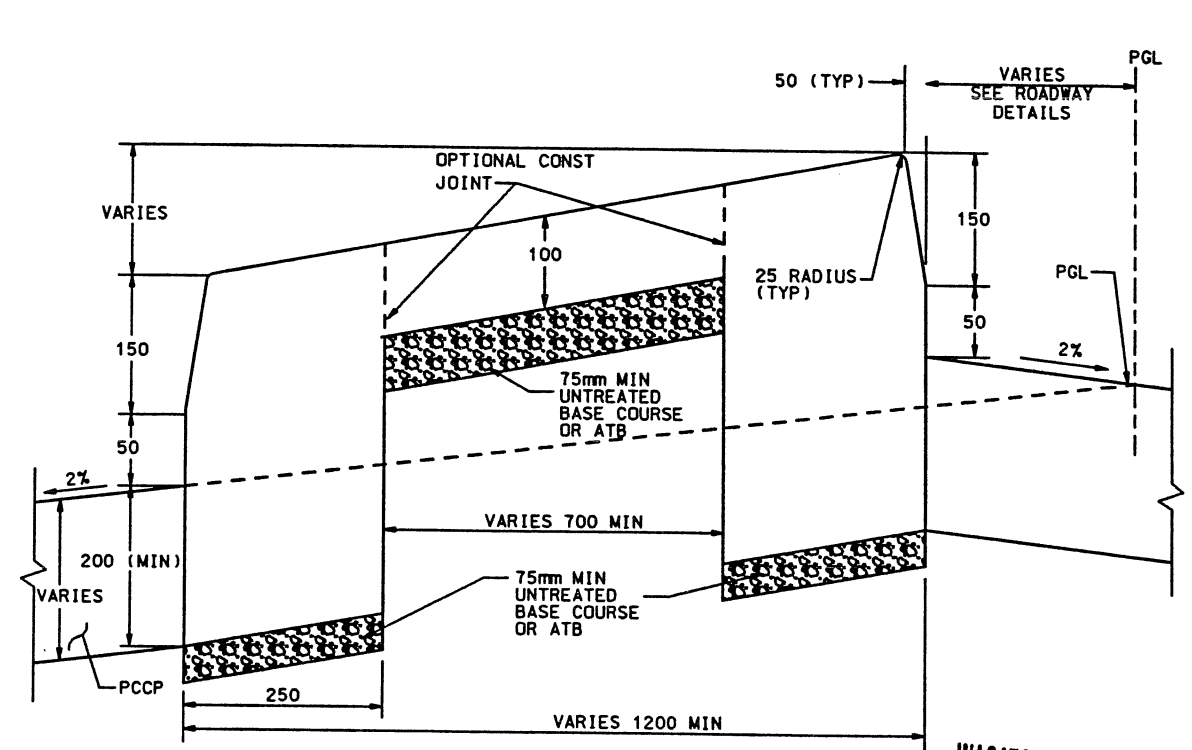 PGL
50 (TYP)
VARIES
SEE ROADWAY
DETAILS
OPTIONAL CONST
JOINT
VARIES
100
150
25 RADIUS
(TYP)
PGL
50
2%
150
75mm MIN
UNTREATED
BASE COURSE
OR ATB
50
2%
VARIES 700 MIN
200 (MIN)
75mm MIN
UNTREATED
BASE COURSE
OR ATB
VARIES
PCCP
250
VARIES 1200 MIN